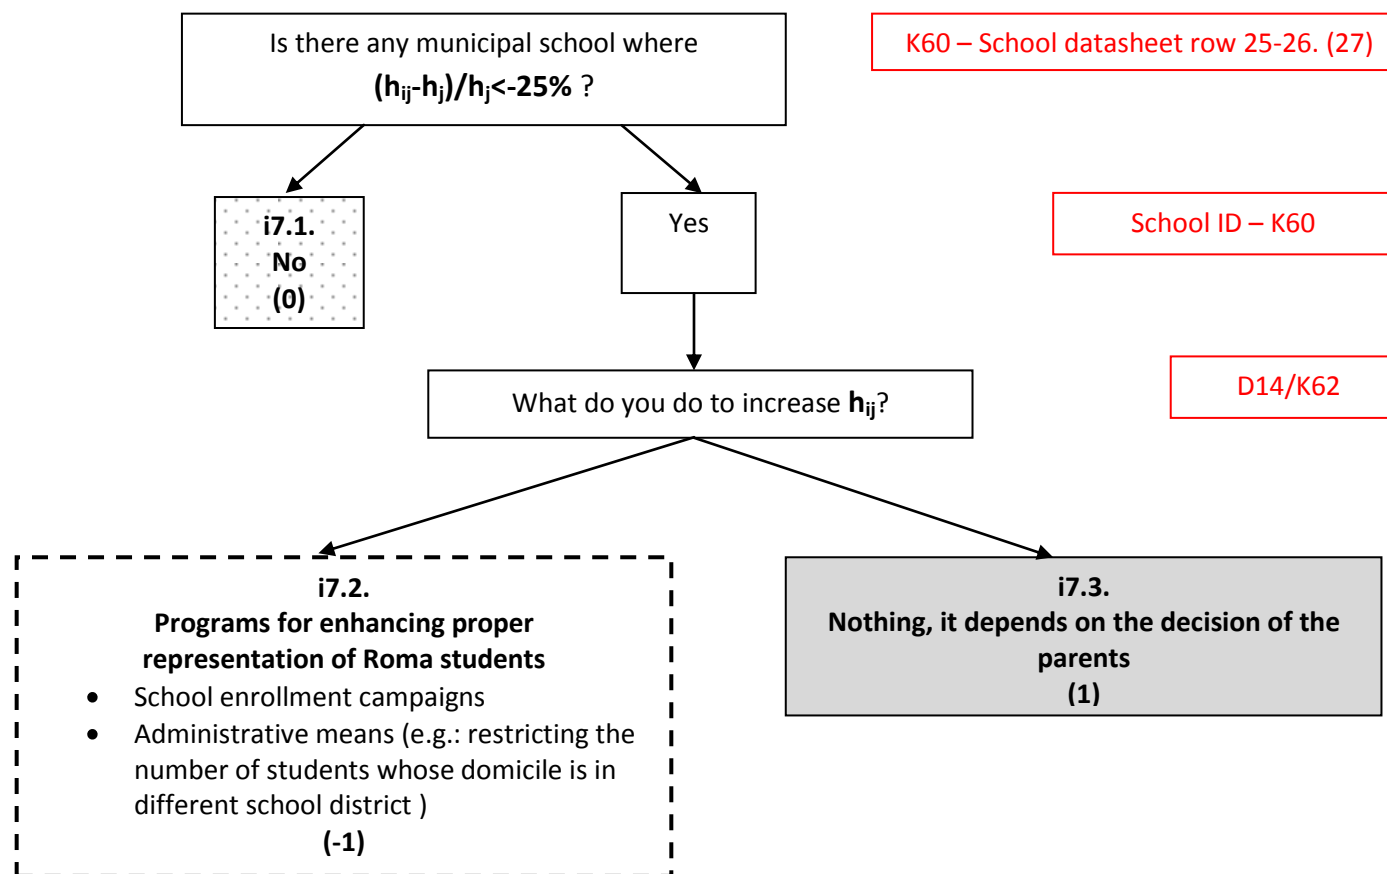 Is there any municipal school where
(hij-hj)/hj<-25% ?
K60 – School datasheet row 25-26. (27)
i7.1.
No
(0)
Yes
School ID – K60
What do you do to increase hij?
D14/K62
i7.2.
Programs for enhancing proper
representation of Roma students
• School enrollment campaigns
• Administrative means (e.g.: restricting the
number of students whose domicile is in
different school district )
(-1)
i7.3.
Nothing, it depends on the decision of the
parents
(1)